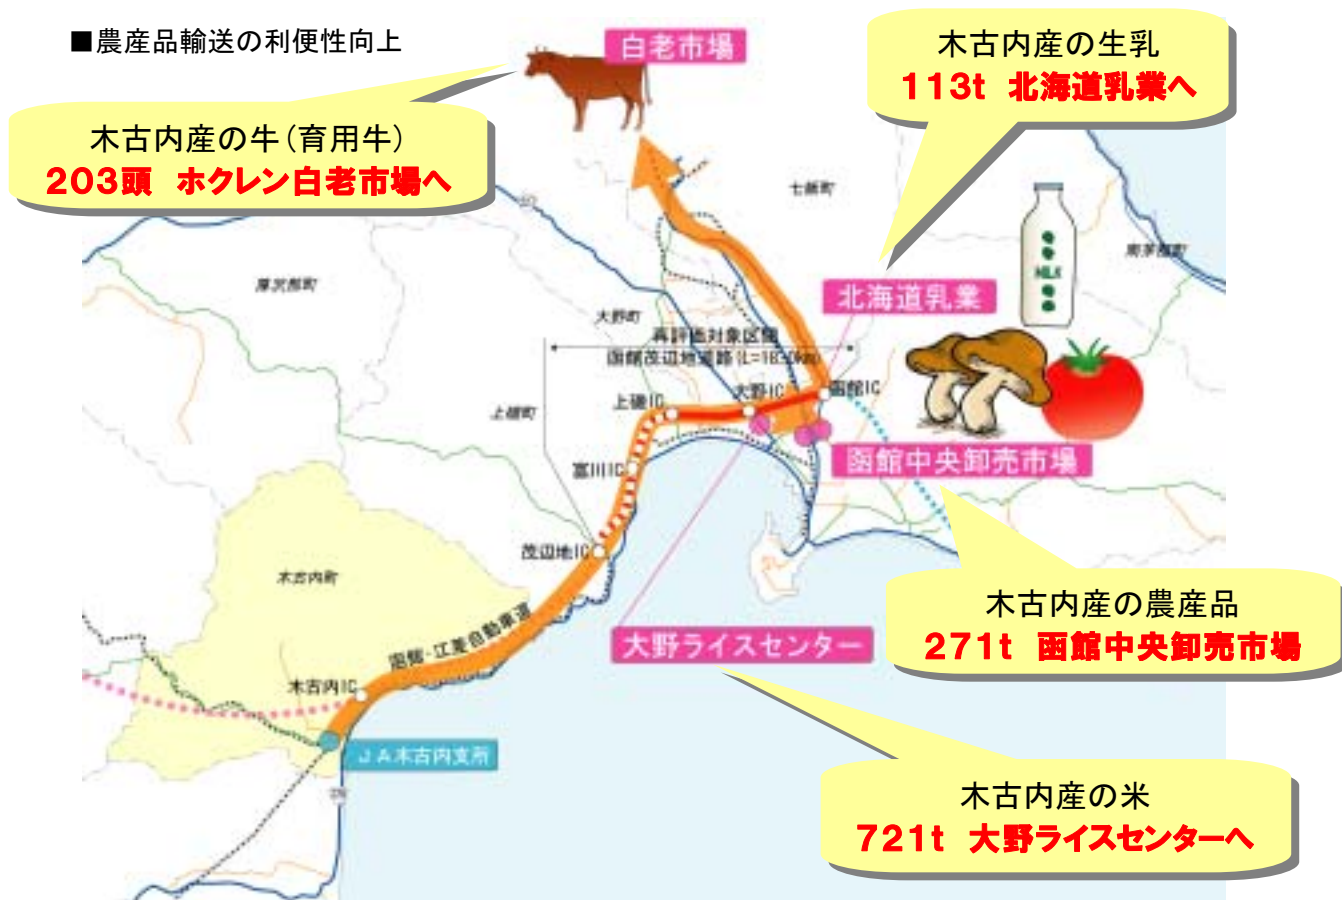 ■農産品輸送の利便性向上
白老市場
木古内産の生乳
113t 北海道乳業へ
木古内産の牛(育用牛)
203頭 ホクレン白老市場へ
七飯町
南茅部町
厚沢部町
北海道乳業
MILK
大野町
再評価対象区間
函館茂辺地道路(L=18.0km)
大野IC
函館IC
上磯IC
上磯町
函館中央卸売市場
富川IC
茂辺地IC
木古内町
木古内産の農産品
271t 函館中央卸売市場
函館・江差自動車道
大野ライスセンター
木古内IC
JA木古内支所
木古内産の米
721t 大野ライスセンターへ